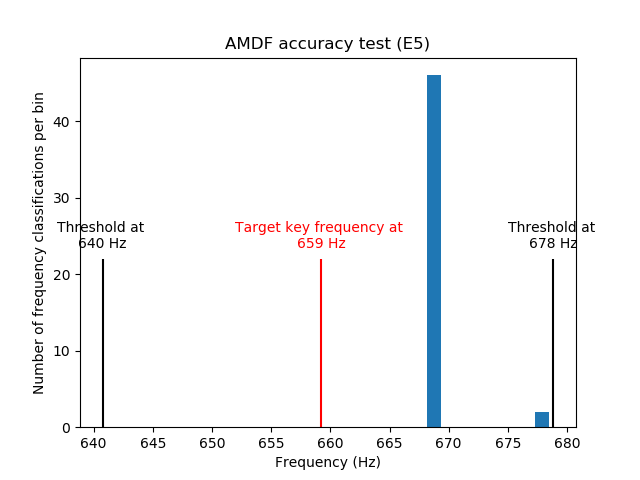 AMDF accuracy test (E5)
Number of frequency classifications per bin
40
30
20
10
0
Threshold at
640 Hz
Target key frequency at
659 Hz
Threshold at
678 Hz
640 645 650 655 660 665 670 675 680
Frequency (Hz)